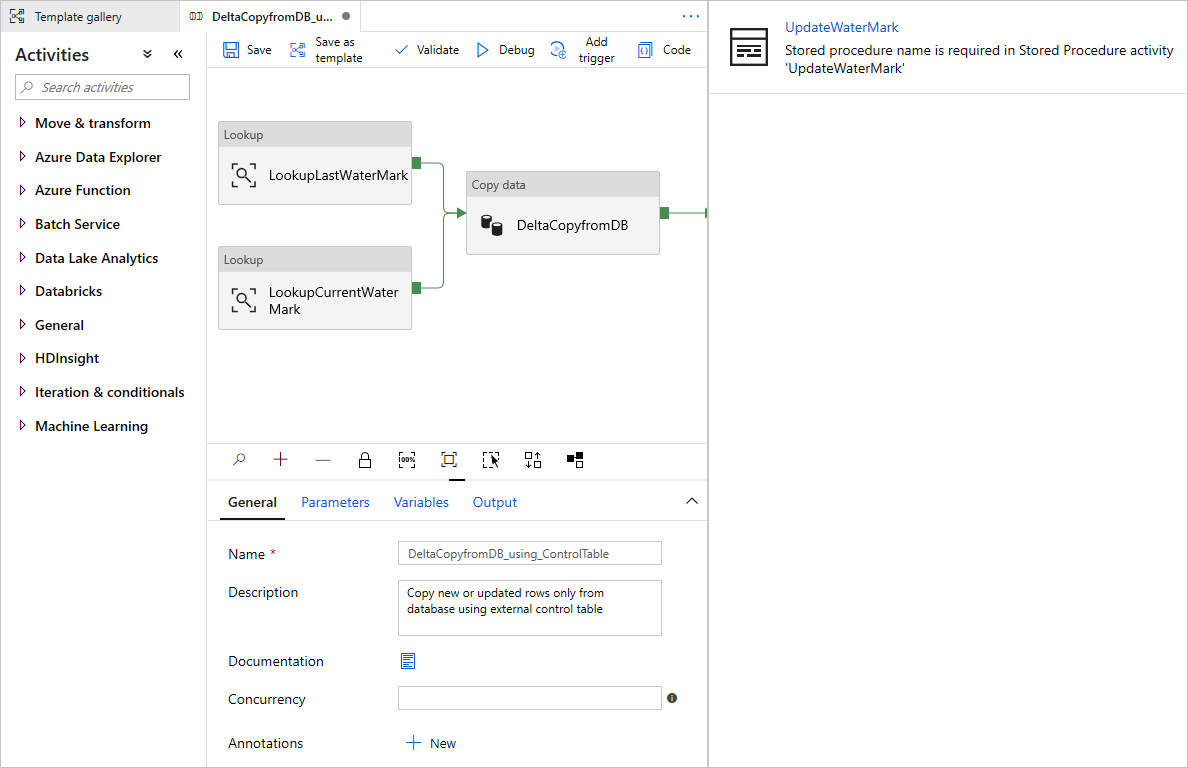 Template gallery
DeltaCopyfromDB_u...
Activities
Search activities
Move & transform
Azure Data Explorer
Azure Function
Batch Service
Data Lake Analytics
Databricks
General
HDInsight
Iteration & conditionals
Machine Learning
Save
Save as
template
Validate
Debug
Add
trigger
Code
Lookup
LookupLastWaterMark
Lookup
LookupCurrentWater
Mark
Copy data
DeltaCopyfromDB
100%
General
Parameters
Variables
Output
Name *
DeltaCopyfromDB_using_ControlTable
Description
Copy new or updated rows only from
database using external control table
Documentation
Concurrency
Annotations
New
UpdateWaterMark
Stored procedure name is required in Stored Procedure activity
'UpdateWaterMark'